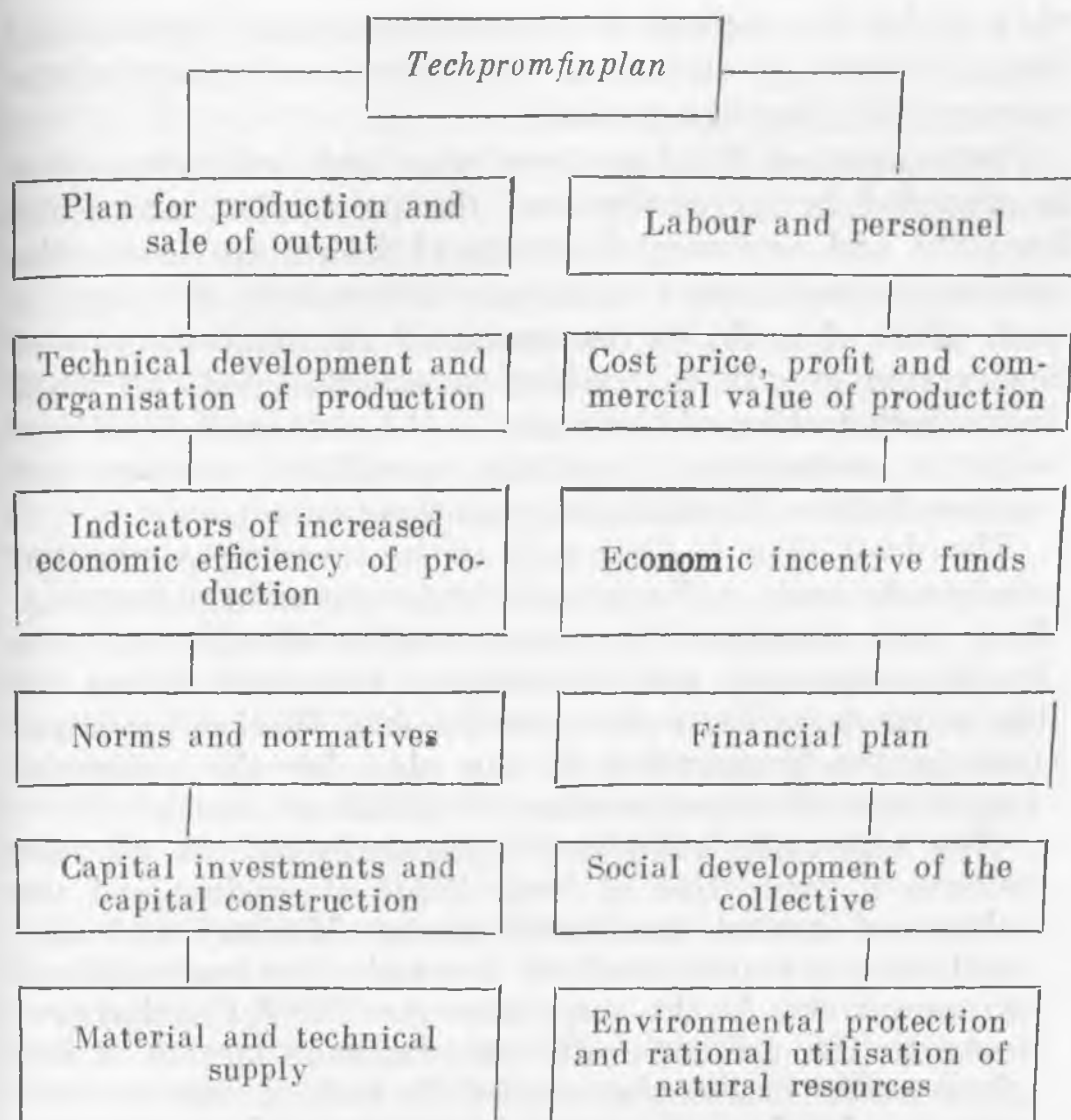 Techpromfinplan
Plan for production and
sale of output
Labour and personnel
Technical development and
organisation of production
Cost price, profit and com-
mercial value of production
Indicators of increased
economic efficiency of pro-
duction
Economic incentive funds
Norms and normatives
Financial plan
Capital investments and
capital construction
Social development of the
collective
Material and technical
supply
Environmental protection
and rational utilisation of
natural resources